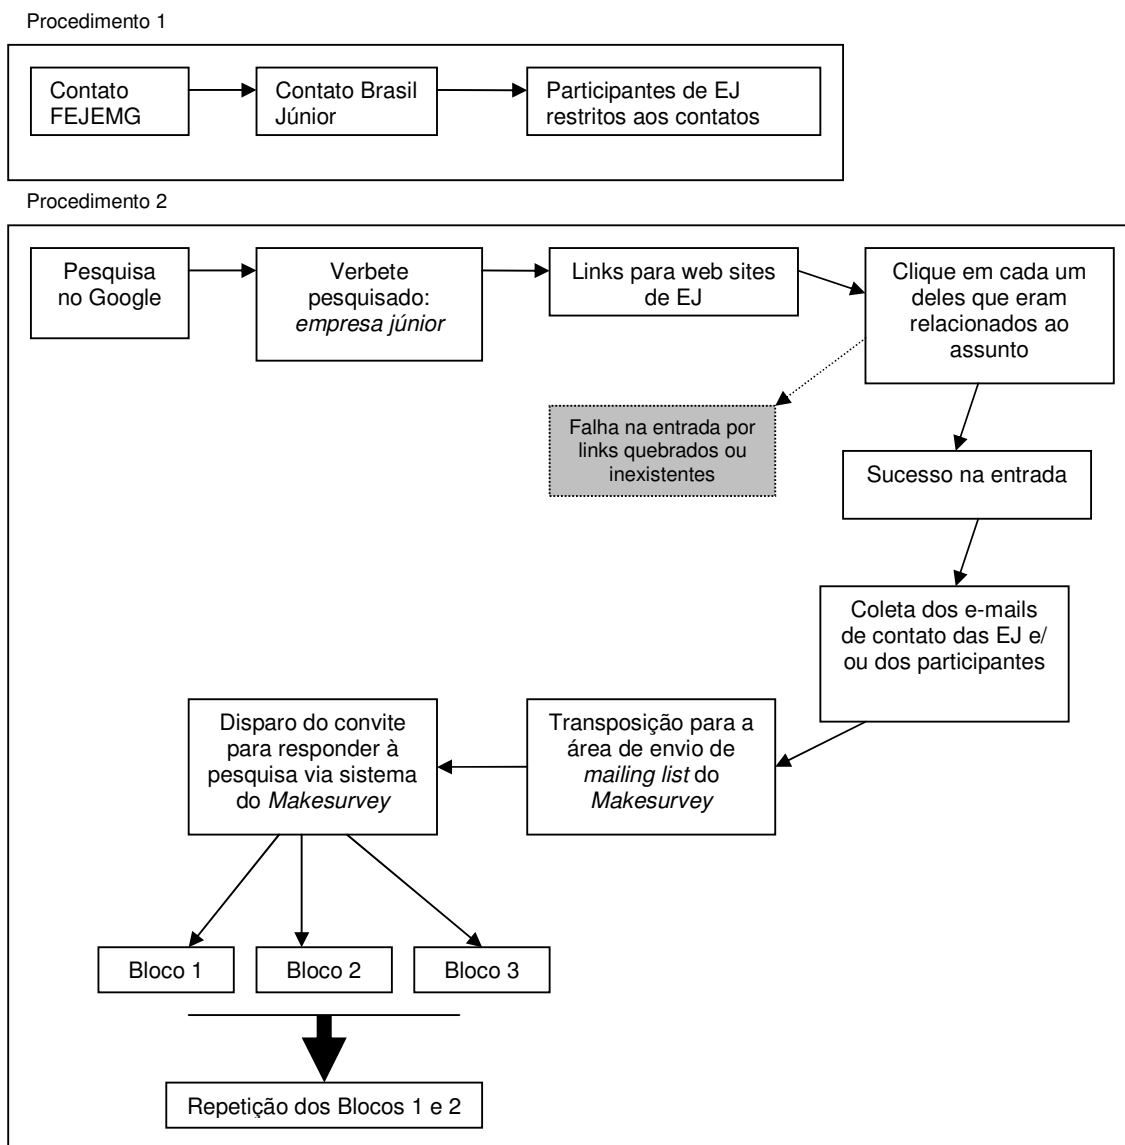 Procedimento 1
Contato
FEJEMG
Contato Brasil
Júnior
Participantes de EJ
restritos aos contatos
Procedimento 2
Pesquisa
no Google
Verbete
pesquisado:
empresa júnior
Links para web sites
de EJ
Clique em cada um
deles que eram
relacionados ao
assunto
Falha na entrada por
links quebrados ou
inexistentes
Sucesso na entrada
Coleta dos e-mails
de contato das EJ e/
ou dos participantes
Transposição para a
área de envio de
mailing list do
Makesurvey
Disparo do convite
para responder à
pesquisa via sistema
do Makesurvey
Bloco 1
Bloco 2
Bloco 3
Repetição dos Blocos 1 e 2